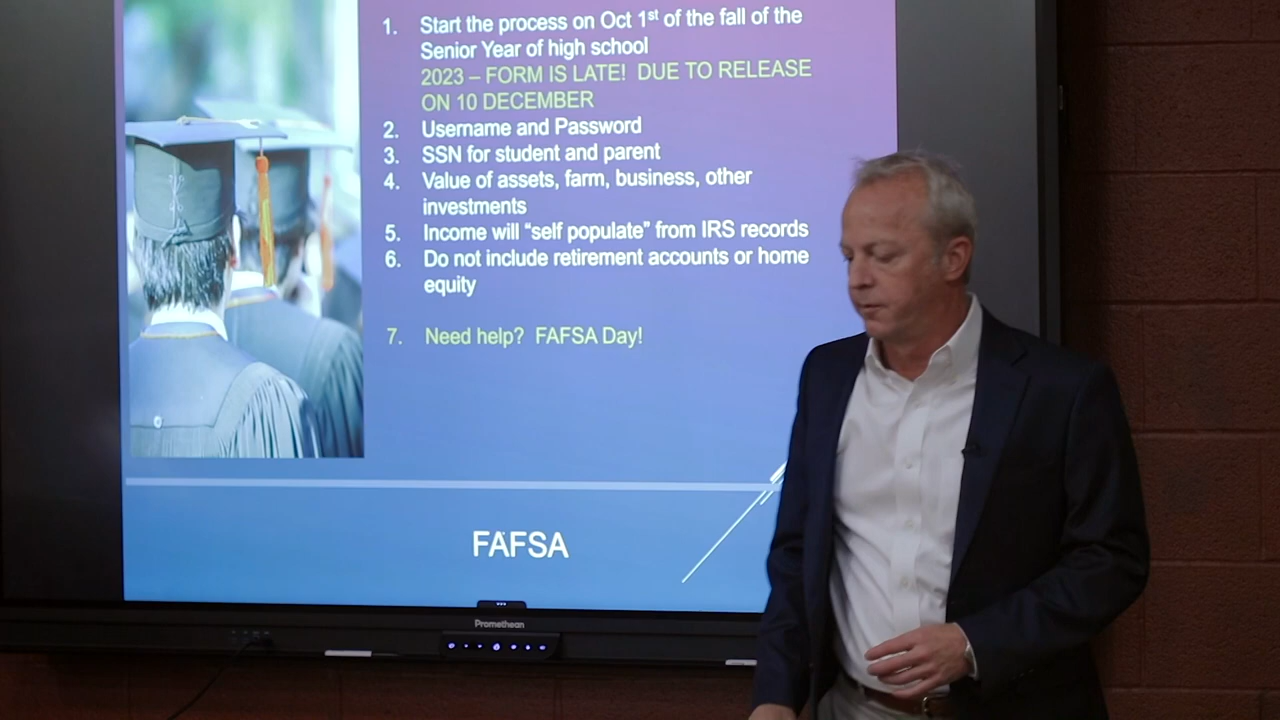 1. Start the process on Oct 1st of the fall of the
Senior Year of high school
2023 – FORM IS LATE! DUE TO RELEASE
ON 10 DECEMBER
2. Username and Password
3. SSN for student and parent
4. Value of assets, farm, business, other
investments
5. Income will “self populate” from IRS records
6. Do not include retirement accounts or home
equity
7. Need help? FAFSA Day!
FAFSA
Promethean